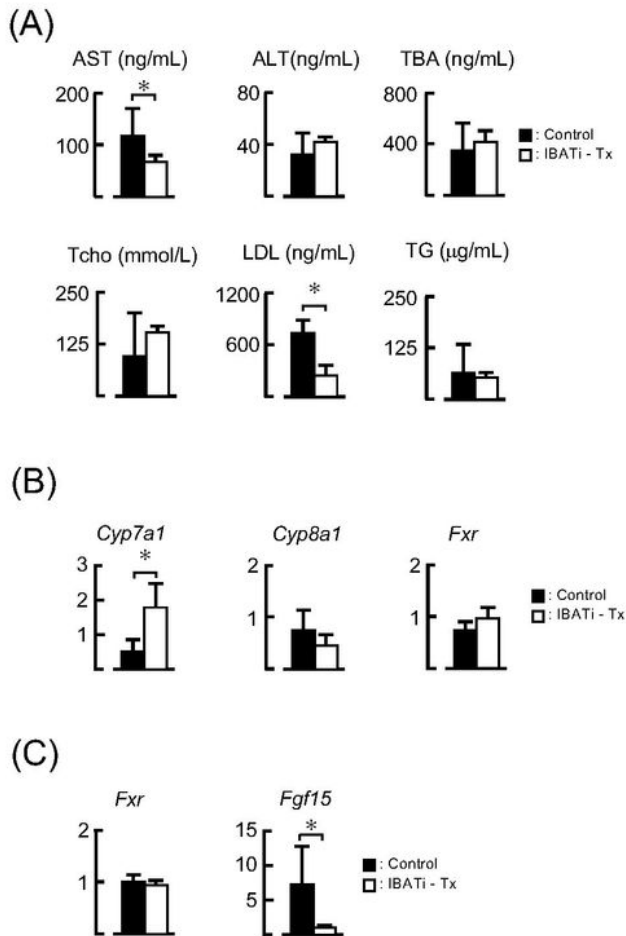 (A)
AST (ng/mL) ALT(ng/mL) TBA (ng/mL)
200 * 80 800
100 40 400
■: Control
□: IBATi - Tx
Tcho (mmol/L) LDL (ng/mL) TG (μg/mL)
250 1200 * 250
125 600 125
(B)
Cyp7a1 Cyp8a1 Fxr
3 * 2 2
2
1 1 1
■: Control
□: IBATi - Tx
(C)
Fxr Fgf15
2 15 *
10
1 5
■: Control
□: IBATi - Tx